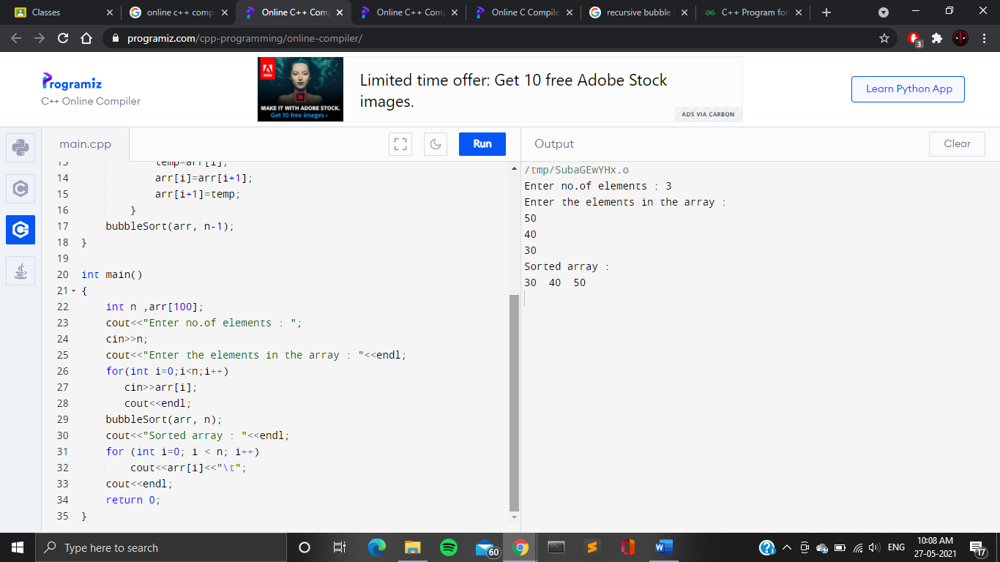 Classes
online c++ comp
Online C++ Com
Online C++ Com
Online C Compile
recursive bubble
C++ Program for
programiz.com/cpp-programming/online-compiler/
3
Programiz
C++ Online Compiler
Adobe
St
MAKE IT WITH ADOBE STOCK.
Get 10 free images ›
Limited time offer: Get 10 free Adobe Stock
images.
ADS VIA CARBON
Learn Python App
main.cpp
Run
Output
Clear
13 temp=arr[i];
14 arr[i]=arr[i+1];
15 arr[i+1]=temp;
16 }
17 bubbleSort(arr, n-1);
18 }
19
20 int main()
21 {
22 int n ,arr[100];
23 cout<<"Enter no.of elements : ";
24 cin>>n;
25 cout<<"Enter the elements in the array : "<<endl;
26 for(int i=0;i<n;i++)
27 cin>>arr[i];
28 cout<<endl;
29 bubbleSort(arr, n);
30 cout<<"Sorted array : "<<endl;
31 for (int i=0; i < n; i++)
32 cout<<arr[i]<<"\t";
33 cout<<endl;
34 return 0;
35 }
/tmp/SubaGEwYHx.o
Enter no.of elements : 3
Enter the elements in the array :
50
40
30
Sorted array :
30 40 50
Type here to search
60
ENG
10:08 AM
27-05-2021
17